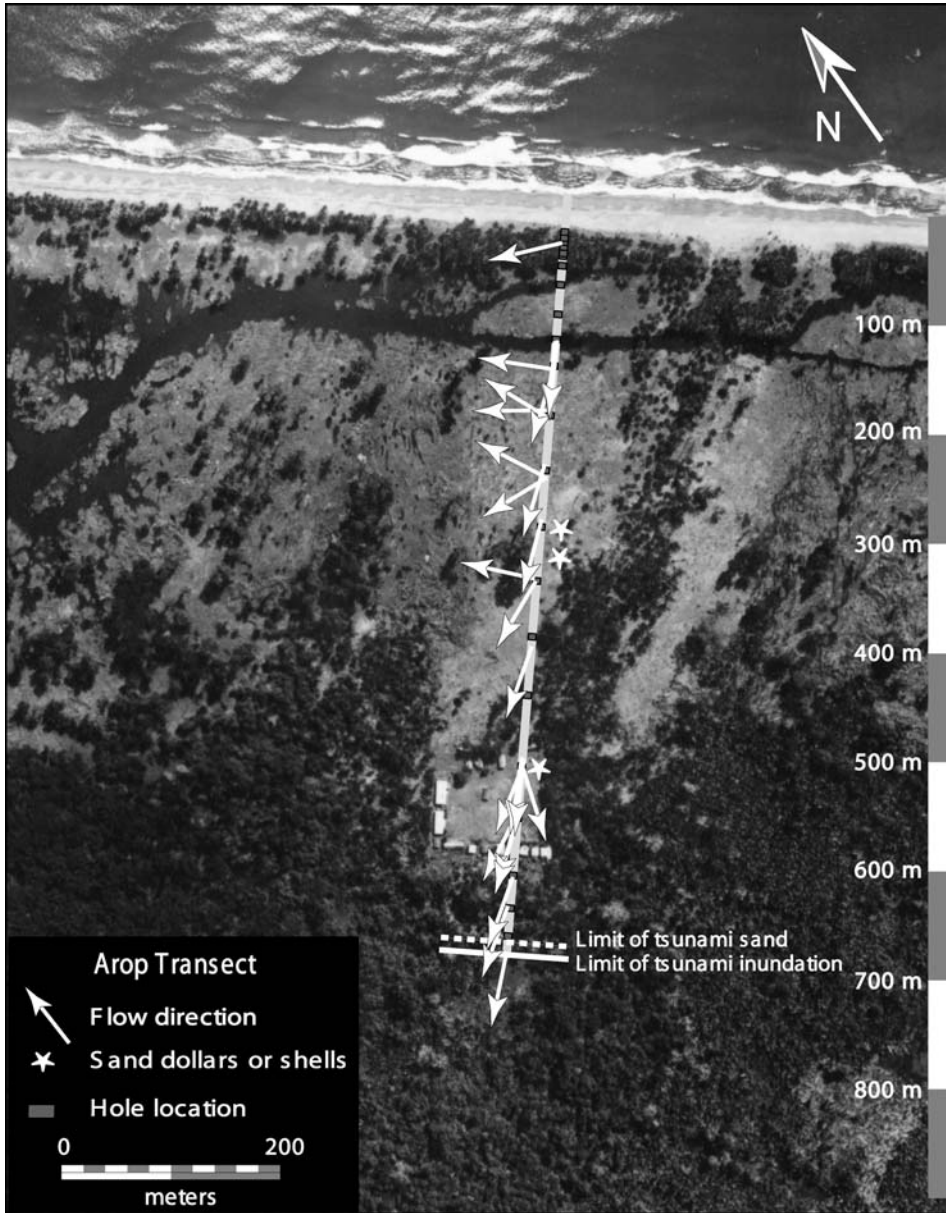 N
100 m
200 m
300 m
400 m
500 m
600 m
Limit of tsunami sand
Limit of tsunami inundation
700 m
800 m
Arop Transect
Flow direction
Sand dollars or shells
Hole location
0 200
meters